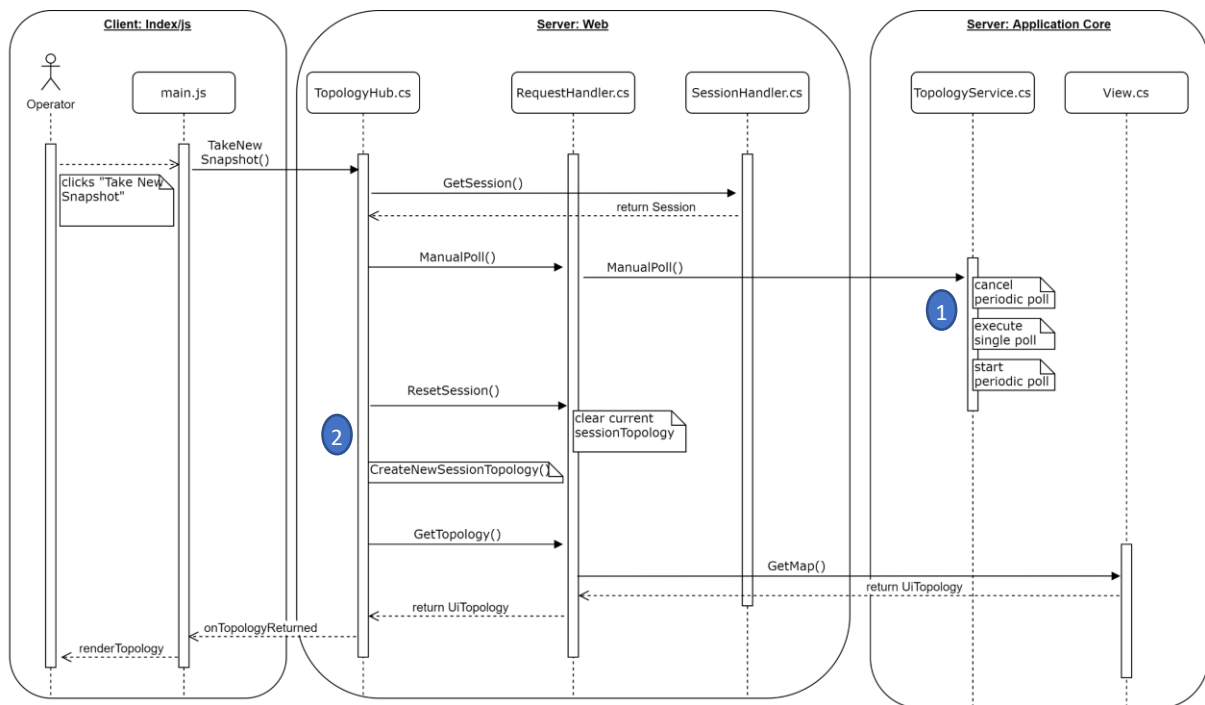 Client: Index/js
Server: Web
Server: Application Core
Operator
main.js
TopologyHub.cs
RequestHandler.cs
SessionHandler.cs
TopologyService.cs
View.cs
TakeNew
Snapshot()
clicks "Take New
Snapshot"
GetSession()
return Session
ManualPoll()
ManualPoll()
1
cancel
periodic poll
execute
single poll
start
periodic poll
ResetSession()
clear current
sessionTopology
2
CreateNewSessionTopology()
GetTopology()
GetMap()
return UiTopology
return UiTopology
onTopologyReturned
renderTopology